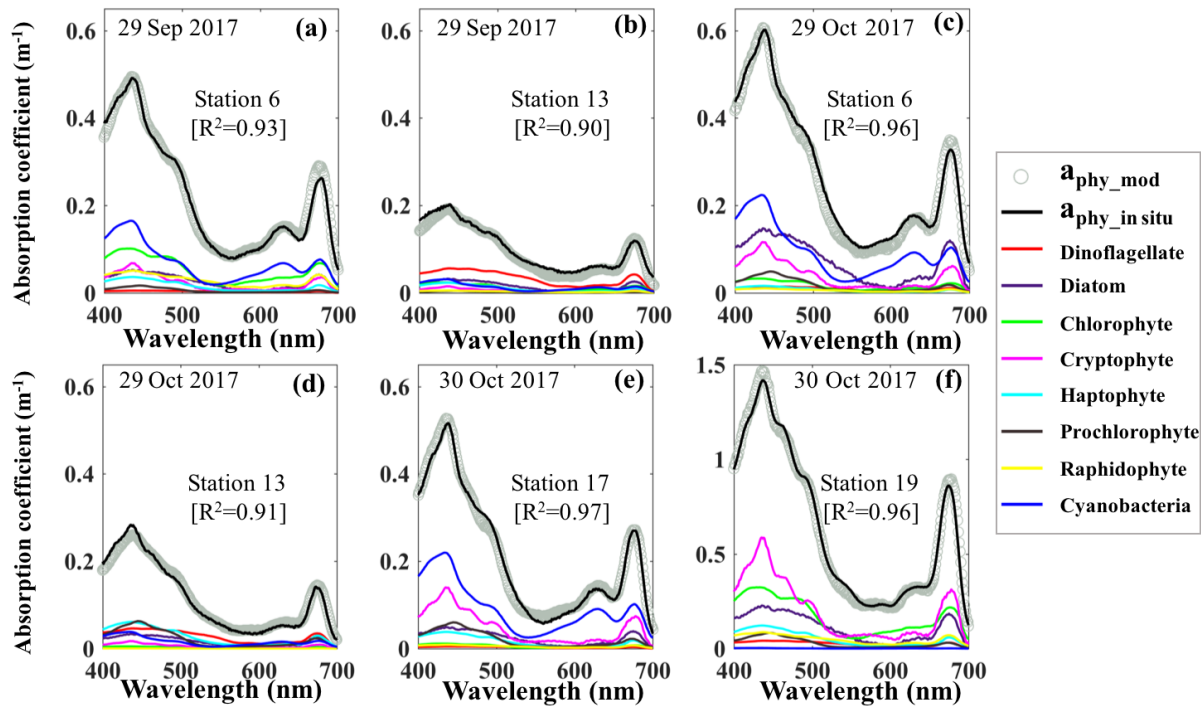 Absorption coefficient (m⁻¹)
0.6
0.4
0.2
0
29 Sep 2017
(a)
Station 6
[R²=0.93]
400
500
600
700
Wavelength (nm)
0.6
0.4
0.2
0
29 Sep 2017
(b)
Station 13
[R²=0.90]
400
500
600
700
Wavelength (nm)
0.6
0.4
0.2
0
29 Oct 2017
(c)
Station 6
[R²=0.96]
400
500
600
700
Wavelength (nm)
Absorption coefficient (m⁻¹)
0.6
0.4
0.2
0
29 Oct 2017
(d)
Station 13
[R²=0.91]
400
500
600
700
Wavelength (nm)
0.6
0.4
0.2
0
30 Oct 2017
(e)
Station 17
[R²=0.97]
400
500
600
700
Wavelength (nm)
1.5
1
0.5
0
30 Oct 2017
(f)
Station 19
[R²=0.96]
400
500
600
700
Wavelength (nm)
a phy_mod
a phy_in situ
Dinoflagellate
Diatom
Chlorophyte
Cryptophyte
Haptophyte
Prochlorophyte
Raphidophyte
Cyanobacteria